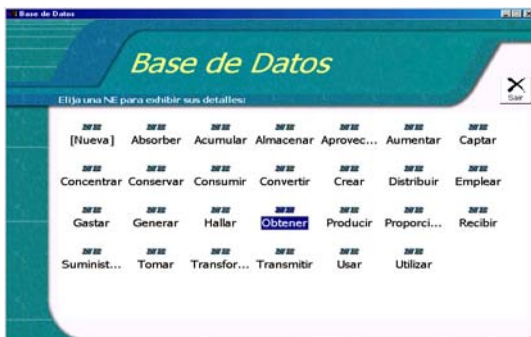 Base de Datos
Base de Datos
Elija una NE para exhibir sus detalles:
Sair
[Nueva] Absorber Acumular Almacenar Aprovec... Aumentar Captar
Concentrar Conservar Consumir Convertir Crear Distribuir Emplear
Gastar Generar Hallar Obtener Producir Proporci... Recibir
Suminist... Tomar Transfor... Transmitir Usar Utilizar